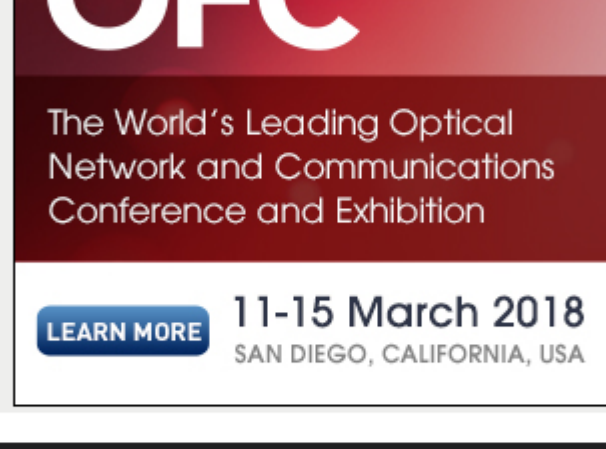 OFC
The World's Leading Optical
Network and Communications
Conference and Exhibition
LEARN MORE
11-15 March 2018
SAN DIEGO, CALIFORNIA, USA